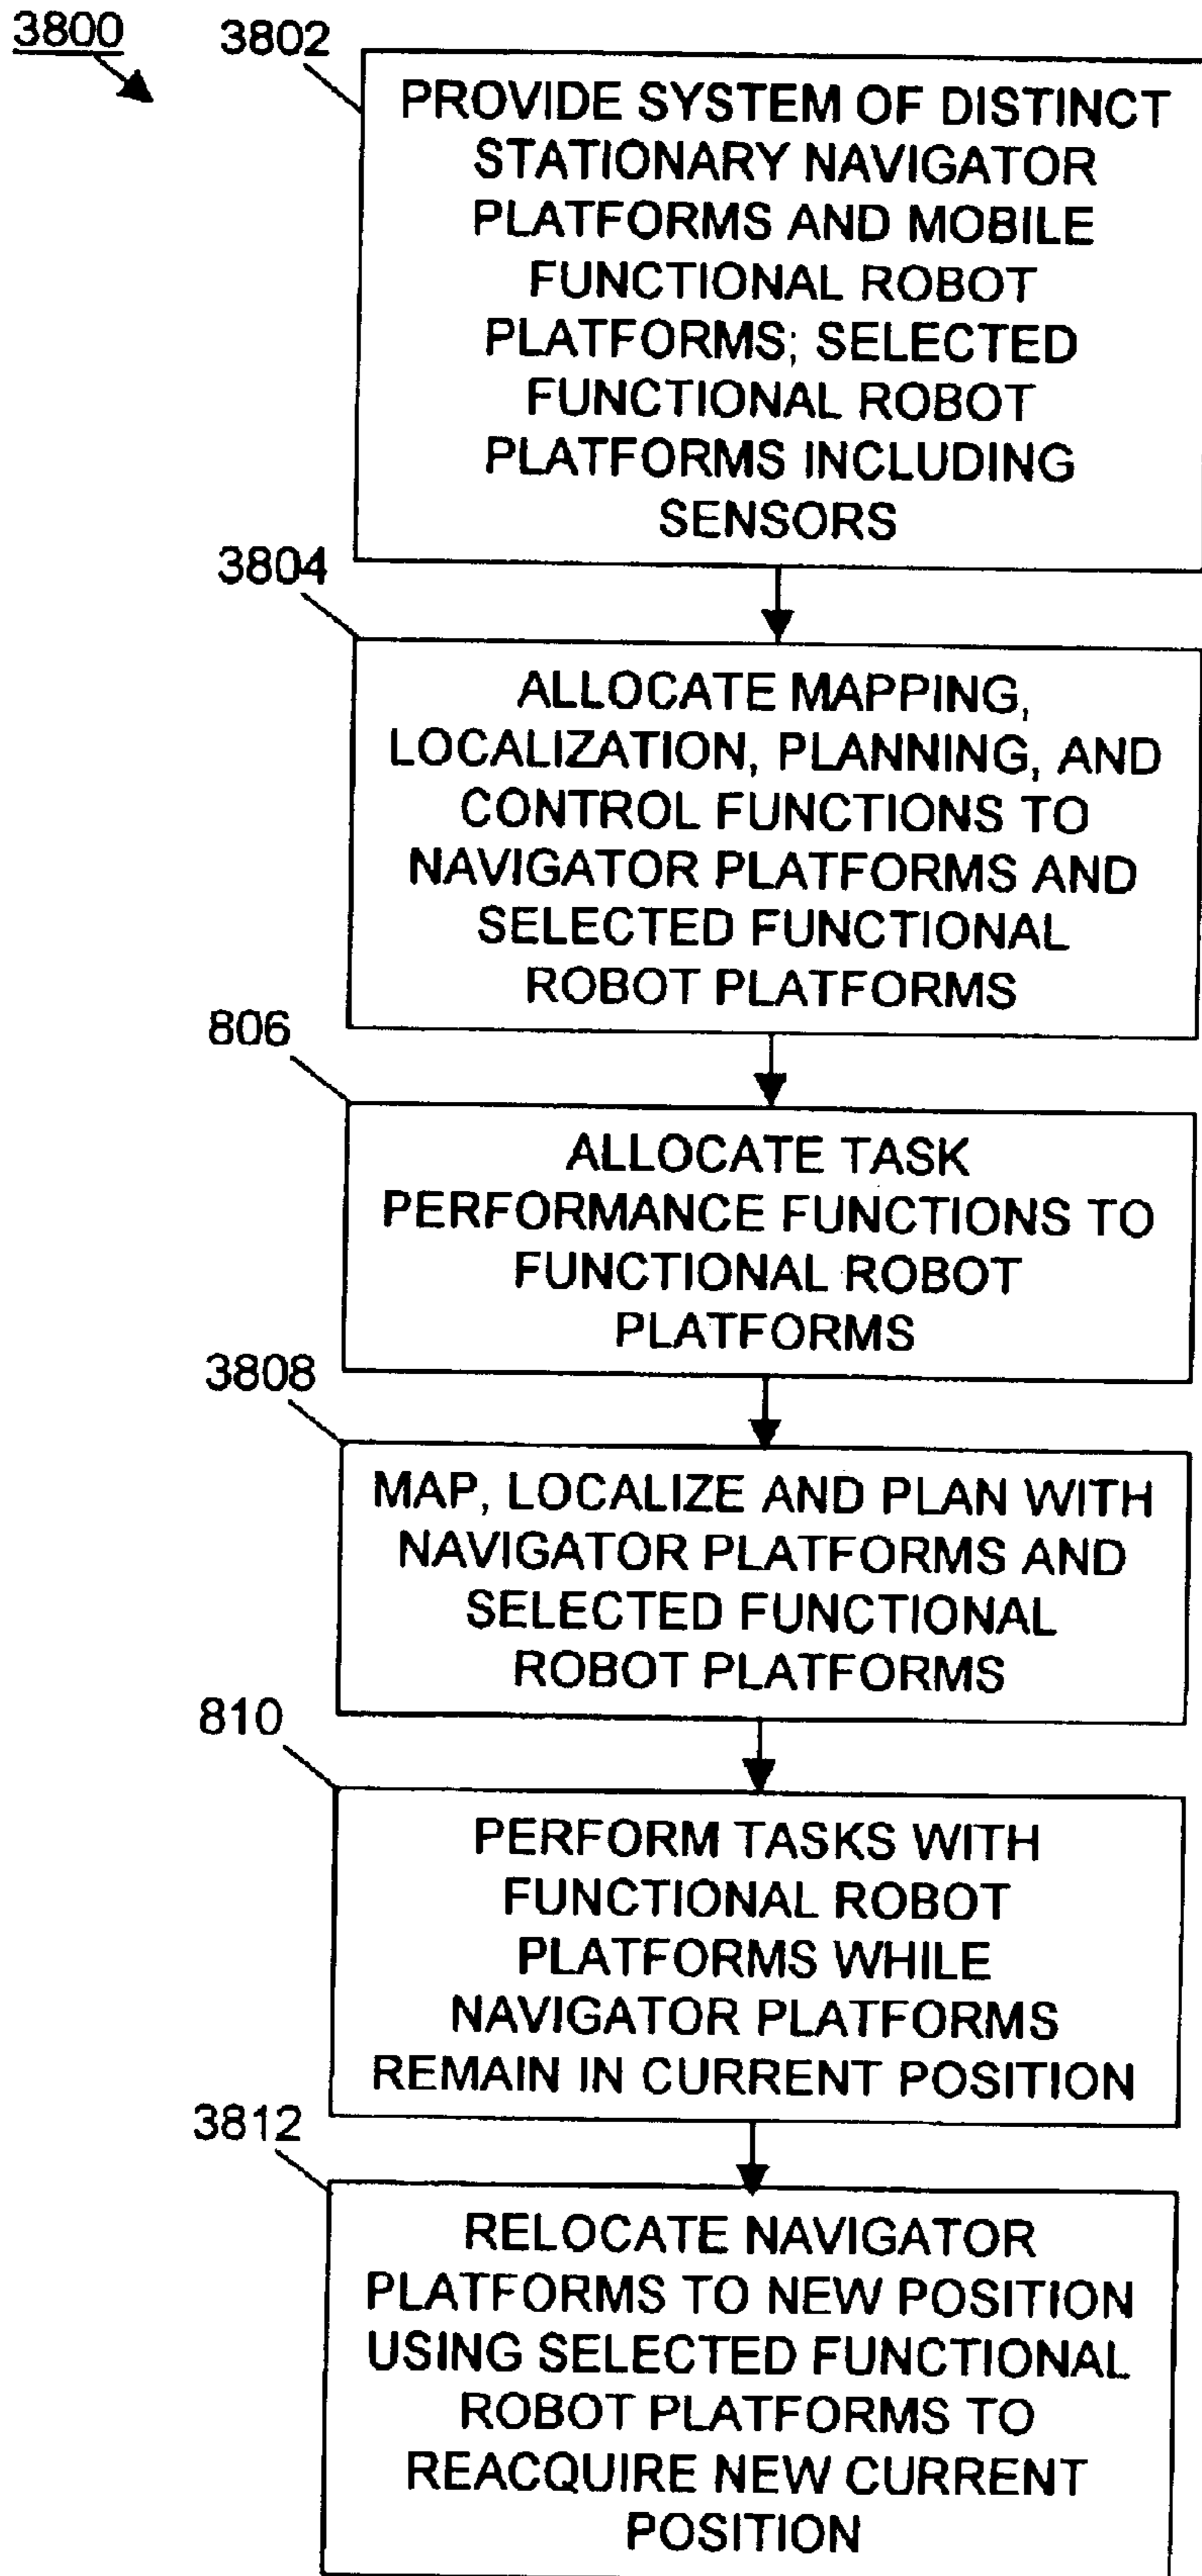 3800
3802
PROVIDE SYSTEM OF DISTINCT
STATIONARY NAVIGATOR
PLATFORMS AND MOBILE
FUNCTIONAL ROBOT
PLATFORMS; SELECTED
FUNCTIONAL ROBOT
PLATFORMS INCLUDING
SENSORS
3804
ALLOCATE MAPPING,
LOCALIZATION, PLANNING, AND
CONTROL FUNCTIONS TO
NAVIGATOR PLATFORMS AND
SELECTED FUNCTIONAL
ROBOT PLATFORMS
806
ALLOCATE TASK
PERFORMANCE FUNCTIONS TO
FUNCTIONAL ROBOT
PLATFORMS
3808
MAP, LOCALIZE AND PLAN WITH
NAVIGATOR PLATFORMS AND
SELECTED FUNCTIONAL
ROBOT PLATFORMS
810
PERFORM TASKS WITH
FUNCTIONAL ROBOT
PLATFORMS WHILE
NAVIGATOR PLATFORMS
REMAIN IN CURRENT POSITION
3812
RELOCATE NAVIGATOR
PLATFORMS TO NEW POSITION
USING SELECTED FUNCTIONAL
ROBOT PLATFORMS TO
REACQUIRE NEW CURRENT
POSITION